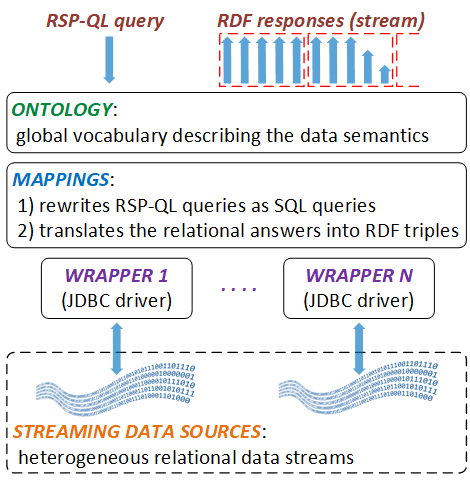 RSP-QL query
RDF responses (stream)
ONTOLOGY:
global vocabulary describing the data semantics
MAPPINGS:
1) rewrites RSP-QL queries as SQL queries
2) translates the relational answers into RDF triples
WRAPPER 1
(JDBC driver)
. . . .
WRAPPER N
(JDBC driver)
STREAMING DATA SOURCES:
heterogeneous relational data streams